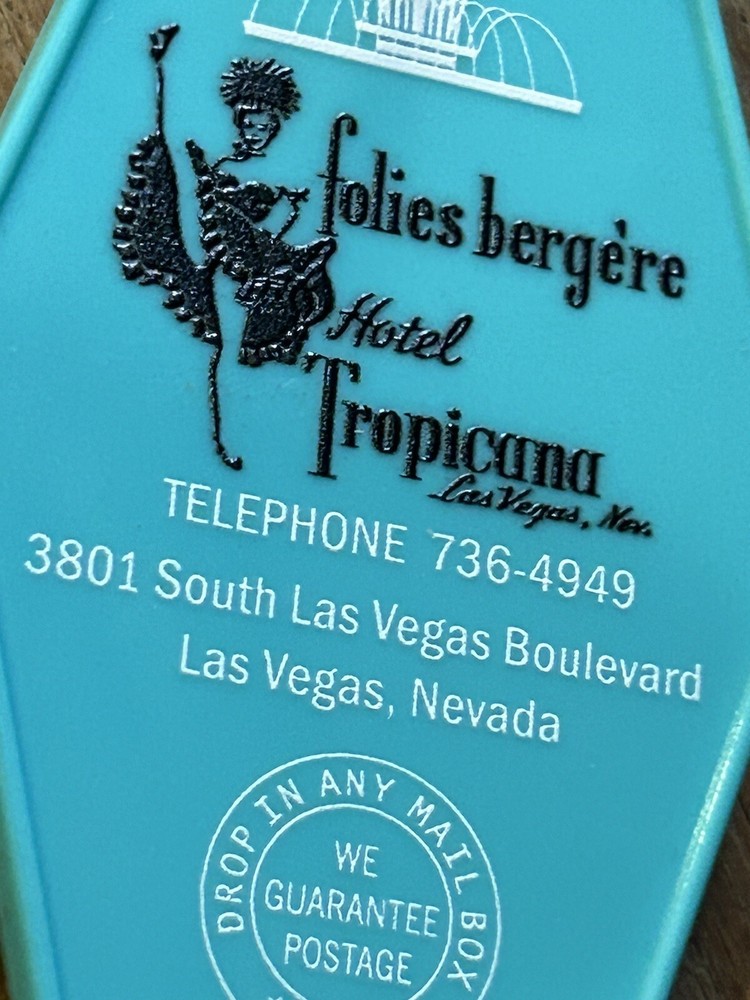 folies bergère
Hotel
Tropicana
Las Vegas, Nev.
TELEPHONE 736-4949
3801 South Las Vegas Boulevard
Las Vegas, Nevada
DROP IN ANY MAIL BOX
WE
GUARANTEE
POSTAGE